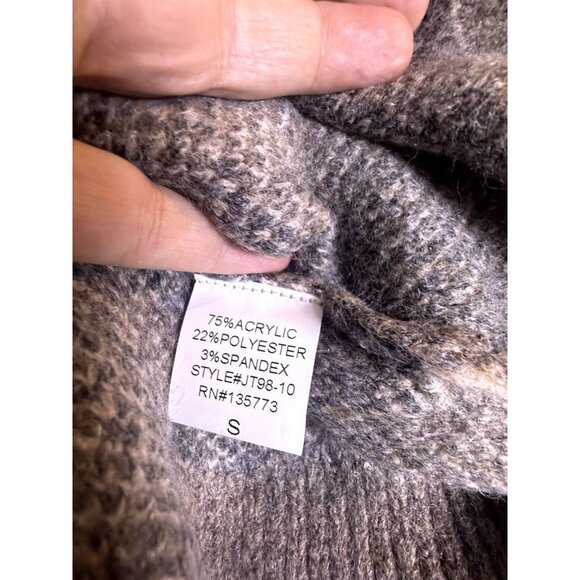 75%ACRYLIC
22%POLYESTER
3%SPANDEX
STYLE#JT98-10
RN#135773
S